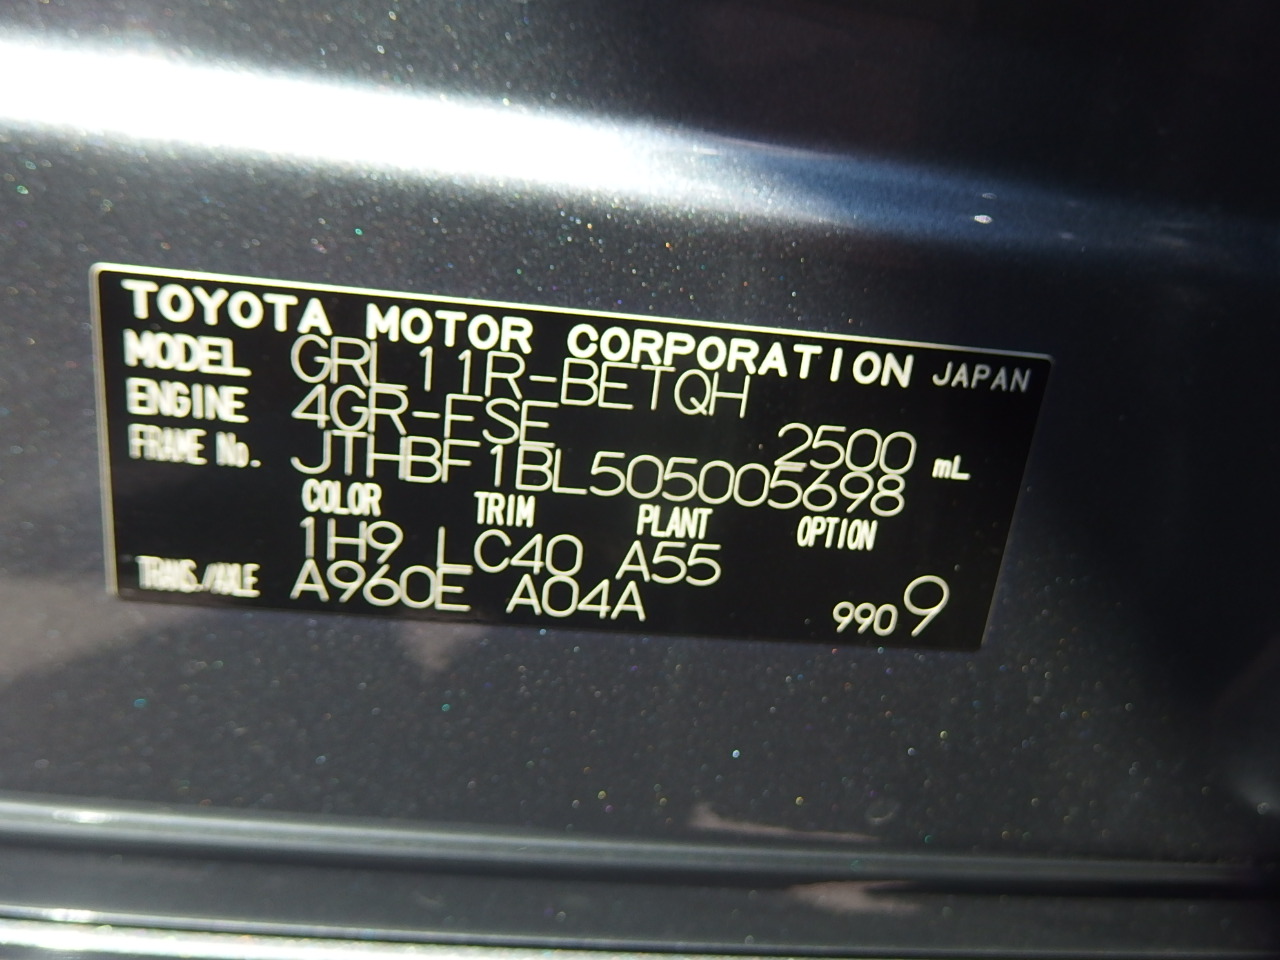 TOYOTA MOTOR CORPORATION JAPAN
MODEL GRL11R-BETQH
ENGINE 4GR-FSE 2500 mL
FRAME No. JTHBF1BL505005698
COLOR TRIM PLANT OPTION
1H9 LC40 A55
TRANS./AXLE A960E A04A 990 9